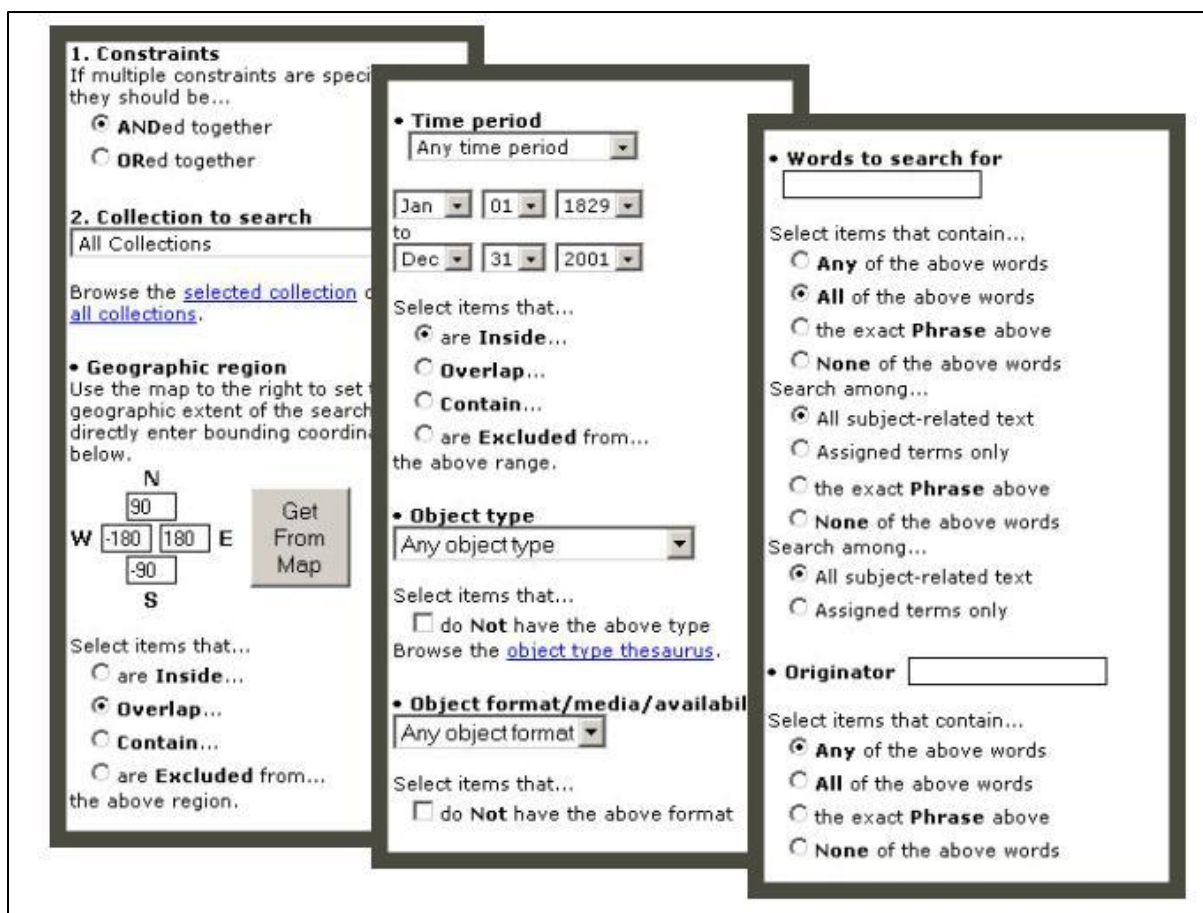 1. Constraints
If multiple constraints are speci
they should be...
ANDed together
ORed together
2. Collection to search
All Collections
Browse the selected collection
all collections.
• Geographic region
Use the map to the right to set
geographic extent of the search
directly enter bounding coordina
below.
N
90
W -180 180 E
-90
S
Get
From
Map
Select items that...
are Inside...
Overlap...
Contain...
are Excluded from...
the above region.
• Time period
Any time period
Jan 01 1829
to
Dec 31 2001
Select items that...
are Inside...
Overlap...
Contain...
are Excluded from...
the above range.
• Object type
Any object type
Select items that...
do Not have the above type
Browse the object type thesaurus.
• Object format/media/availabil
Any object format
Select items that...
do Not have the above format
• Words to search for
Select items that contain...
Any of the above words
All of the above words
the exact Phrase above
None of the above words
Search among...
All subject-related text
Assigned terms only
the exact Phrase above
None of the above words
Search among...
All subject-related text
Assigned terms only
• Originator
Select items that contain...
Any of the above words
All of the above words
the exact Phrase above
None of the above words